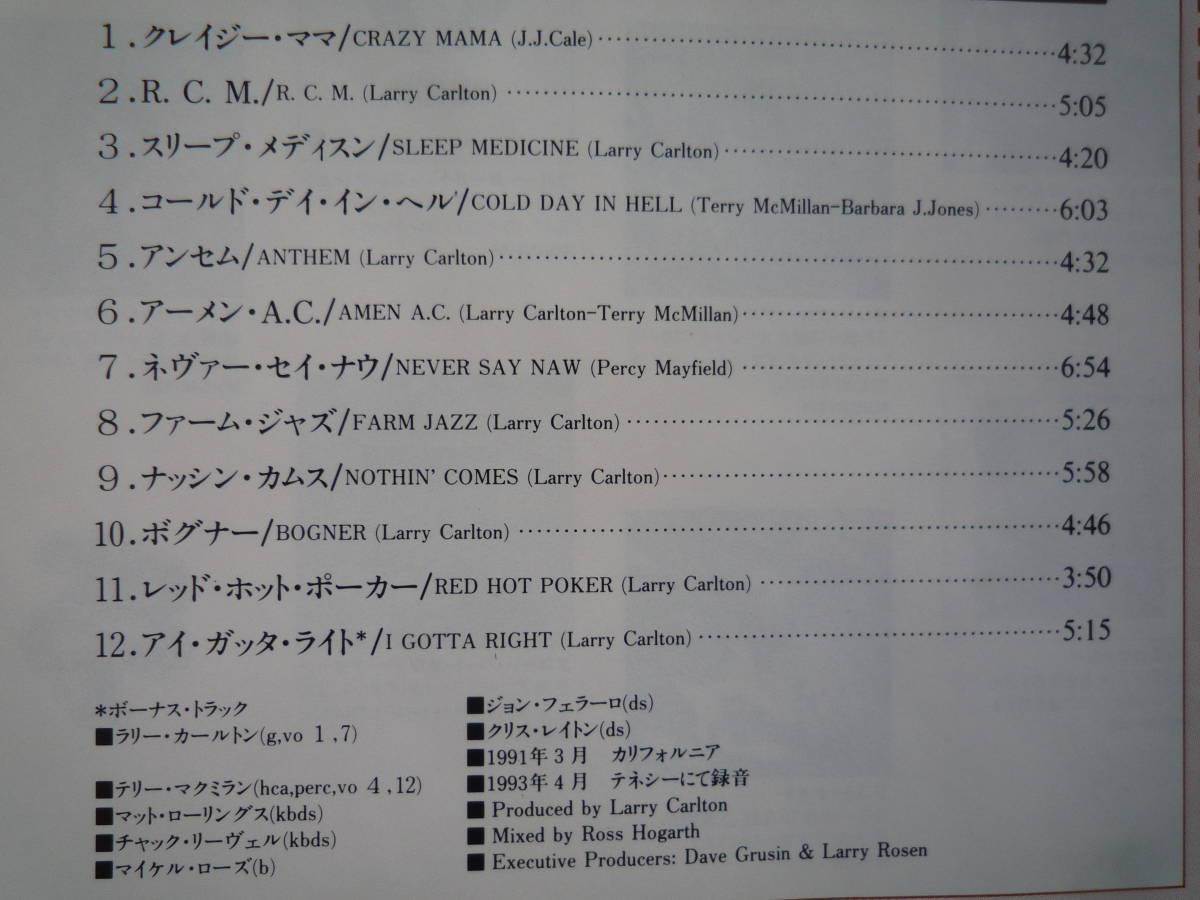 1.クレイジー・ママ/CRAZY MAMA (J.J.Cale)……4:32
2.R. C. M./R. C. M. (Larry Carlton)……5:05
3.スリープ・メディスン/SLEEP MEDICINE (Larry Carlton)……4:20
4.コールド・デイ・イン・ヘル/COLD DAY IN HELL (Terry McMillan-Barbara J.Jones)……6:03
5.アンセム/ANTHEM (Larry Carlton)……4:32
6.アーメン・A.C./AMEN A.C. (Larry Carlton-Terry McMillan)……4:48
7.ネヴァー・セイ・ナウ/NEVER SAY NAW (Percy Mayfield)……6:54
8.ファーム・ジャズ/FARM JAZZ (Larry Carlton)……5:26
9.ナッシン・カムス/NOTHIN' COMES (Larry Carlton)……5:58
10.ボグナー/BOGNER (Larry Carlton)……4:46
11.レッド・ホット・ポーカー/RED HOT POKER (Larry Carlton)……3:50
12.アイ・ガッタ・ライト*/I GOTTA RIGHT (Larry Carlton)……5:15
*ボーナス・トラック
■ラリー・カールトン(g,vo 1,7)
■テリー・マクミラン(hca,perc,vo 4,12)
■マット・ローリングス(kbds)
■チャック・リーヴェル(kbds)
■マイケル・ローズ(b)
■ジョン・フェラーロ(ds)
■クリス・レイトン(ds)
■1991年3月 カリフォルニア
■1993年4月 テネシーにて録音
■ Produced by Larry Carlton
■ Mixed by Ross Hogarth
■ Executive Producers: Dave Grusin & Larry Rosen